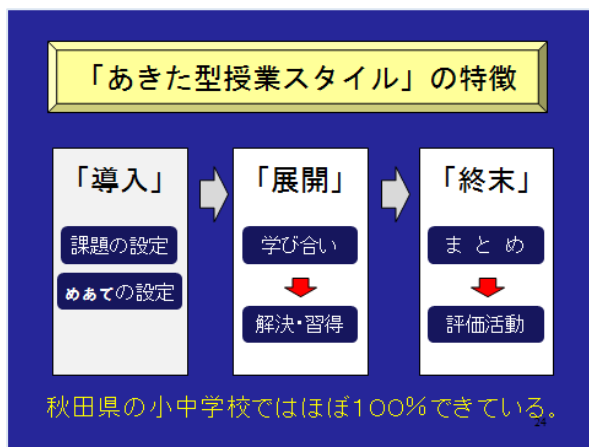 「あきた型授業スタイル」の特徴
「導入」
課題の設定
めあての設定
「展開」
学び合い
解決・習得
「終末」
まとめ
評価活動
秋田県の小中学校ではほぼ100%できている。
24